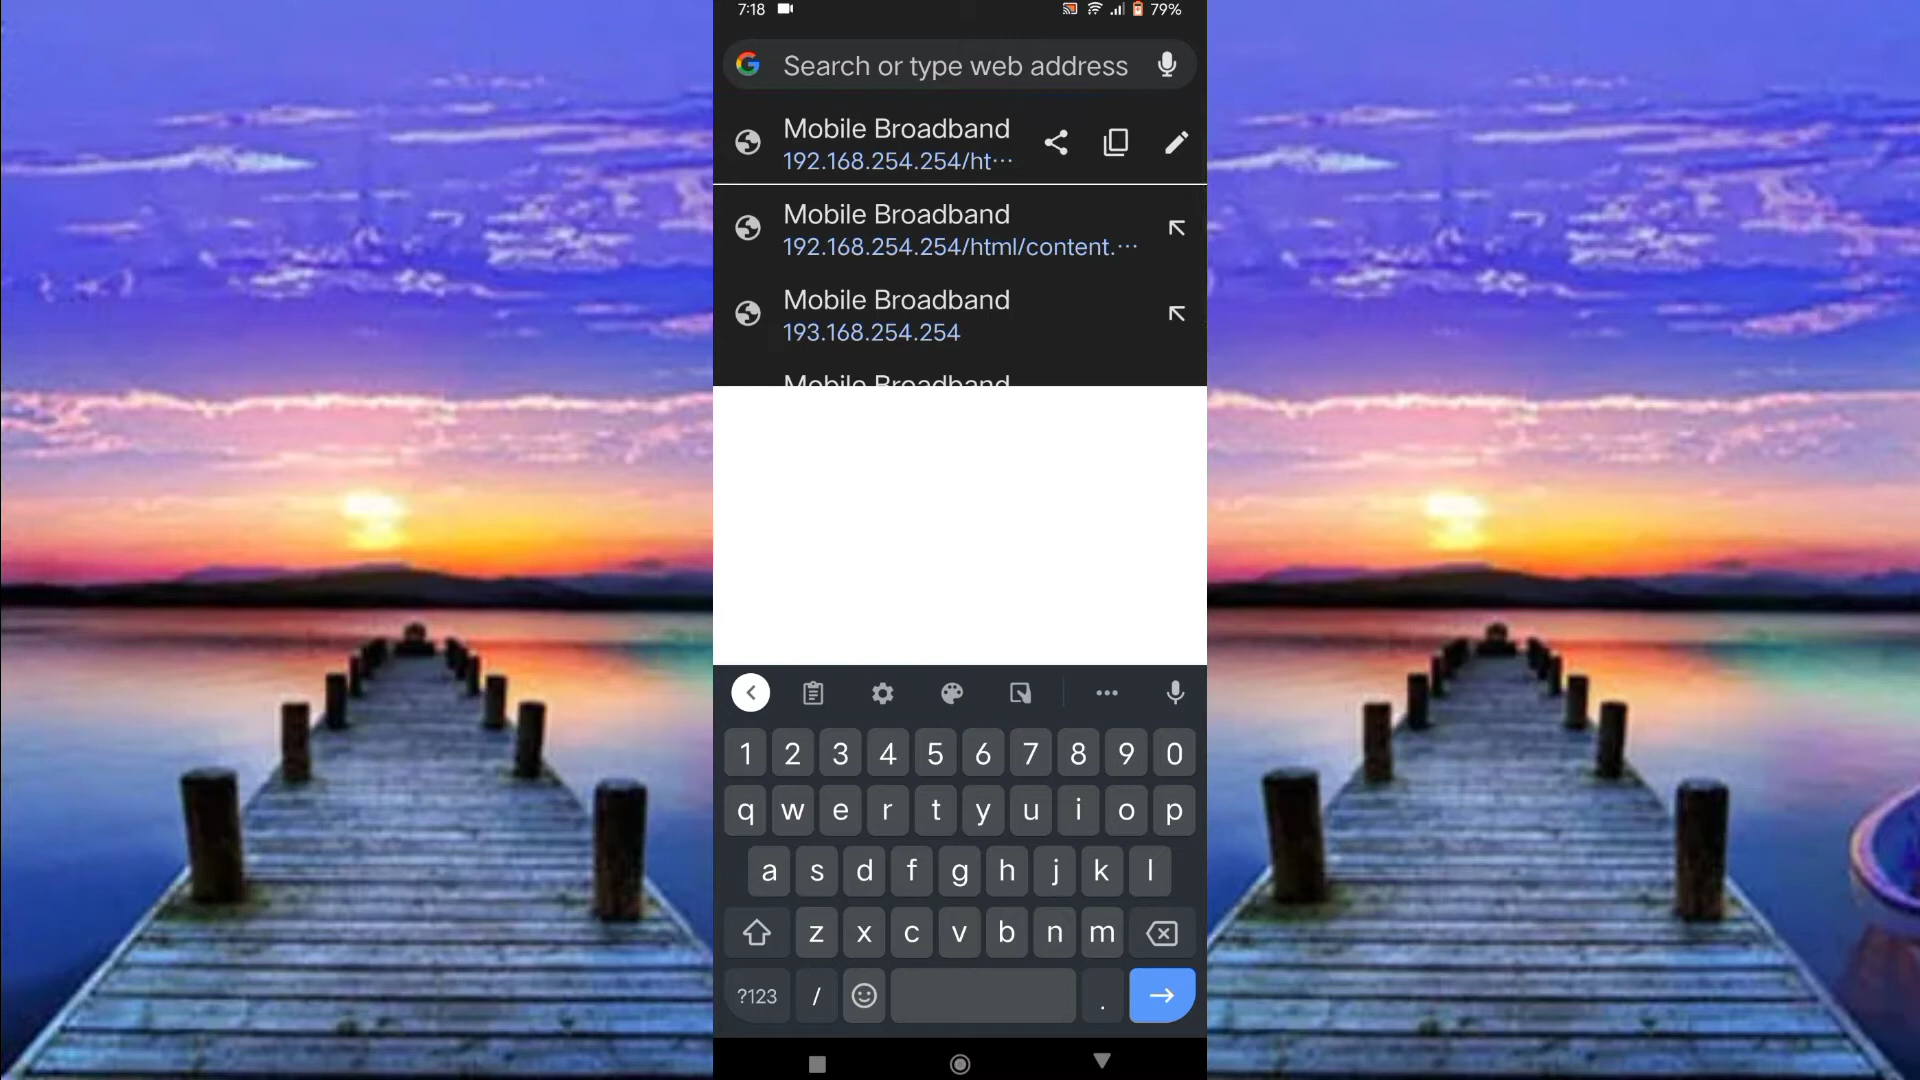 7:18
79%
Search or type web address
Mobile Broadband
192.168.254.254/ht...
Mobile Broadband
192.168.254.254/html/content....
Mobile Broadband
193.168.254.254
Mobile Broadband
1 2 3 4 5 6 7 8 9 0
q w e r t y u i o p
a s d f g h j k l
z x c v b n m
?123 / .